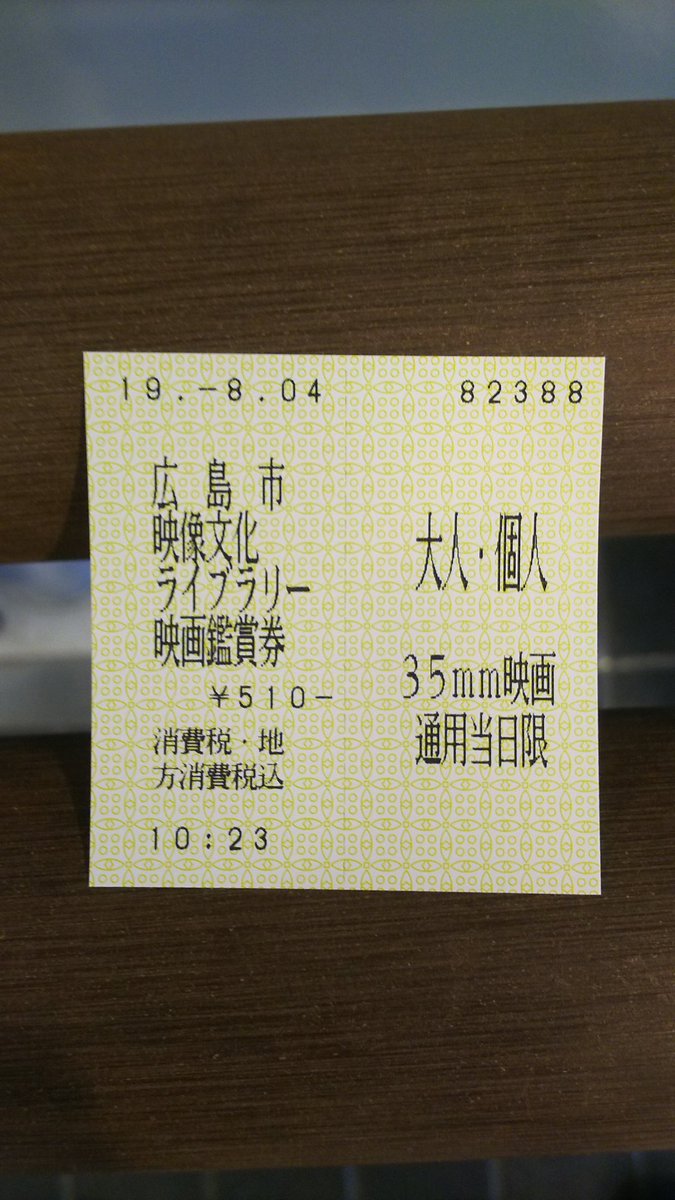 19.-8.04
82388
広島市
映像文化
ライブラリー
映画鑑賞券
¥510-
消費税・地
方消費税込
10:23
大人・個人
35mm映画
通用当日限